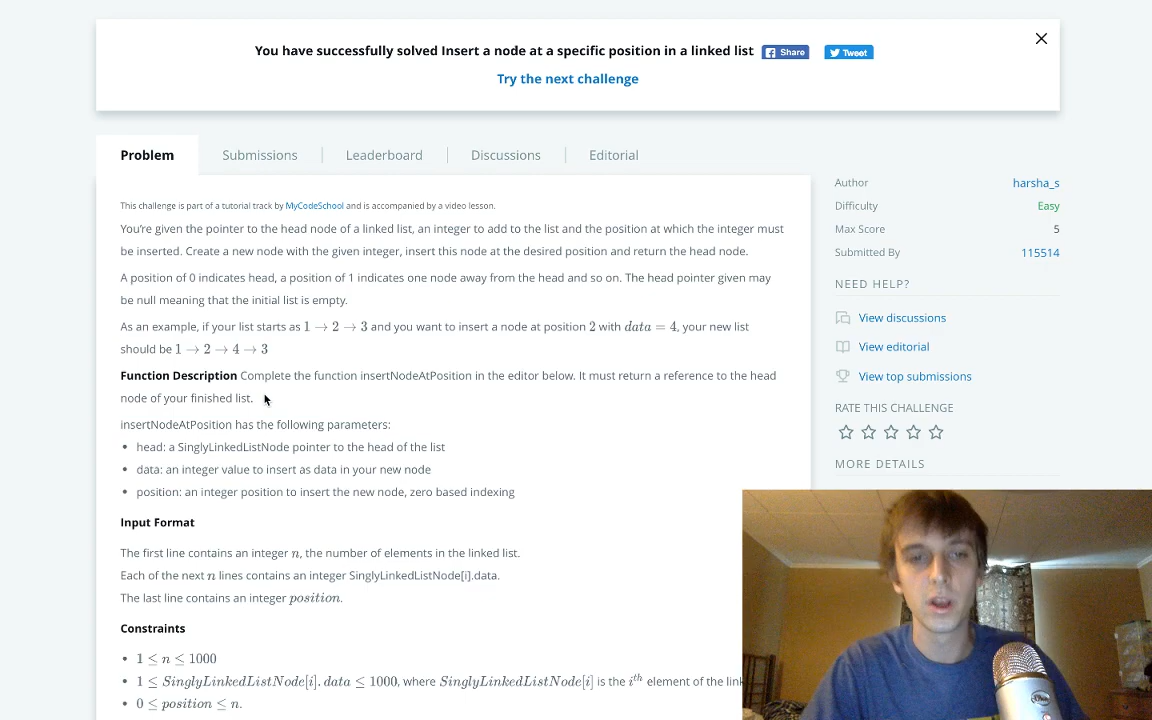 You have successfully solved Insert a node at a specific position in a linked list Share Tweet
Try the next challenge
Problem Submissions Leaderboard Discussions Editorial
This challenge is part of a tutorial track by MyCodeSchool and is accompanied by a video lesson.
You're given the pointer to the head node of a linked list, an integer to add to the list and the position at which the integer must
be inserted. Create a new node with the given integer, insert this node at the desired position and return the head node.
A position of 0 indicates head, a position of 1 indicates one node away from the head and so on. The head pointer given may
be null meaning that the initial list is empty.
As an example, if your list starts as 1 → 2 → 3 and you want to insert a node at position 2 with data = 4, your new list
should be 1 → 2 → 4 → 3
Function Description Complete the function insertNodeAtPosition in the editor below. It must return a reference to the head
node of your finished list.
insertNodeAtPosition has the following parameters:
• head: a SinglyLinkedListNode pointer to the head of the list
• data: an integer value to insert as data in your new node
• position: an integer position to insert the new node, zero based indexing
Input Format
The first line contains an integer n, the number of elements in the linked list.
Each of the next n lines contains an integer SinglyLinkedListNode[i].data.
The last line contains an integer position.
Constraints
• 1 ≤ n ≤ 1000
• 1 ≤ SinglyLinkedListNode[i].data ≤ 1000, where SinglyLinkedListNode[i] is the i^th element of the link
• 0 ≤ position ≤ n.
Author harsha_s
Difficulty Easy
Max Score 5
Submitted By 115514
NEED HELP?
View discussions
View editorial
View top submissions
RATE THIS CHALLENGE
MORE DETAILS